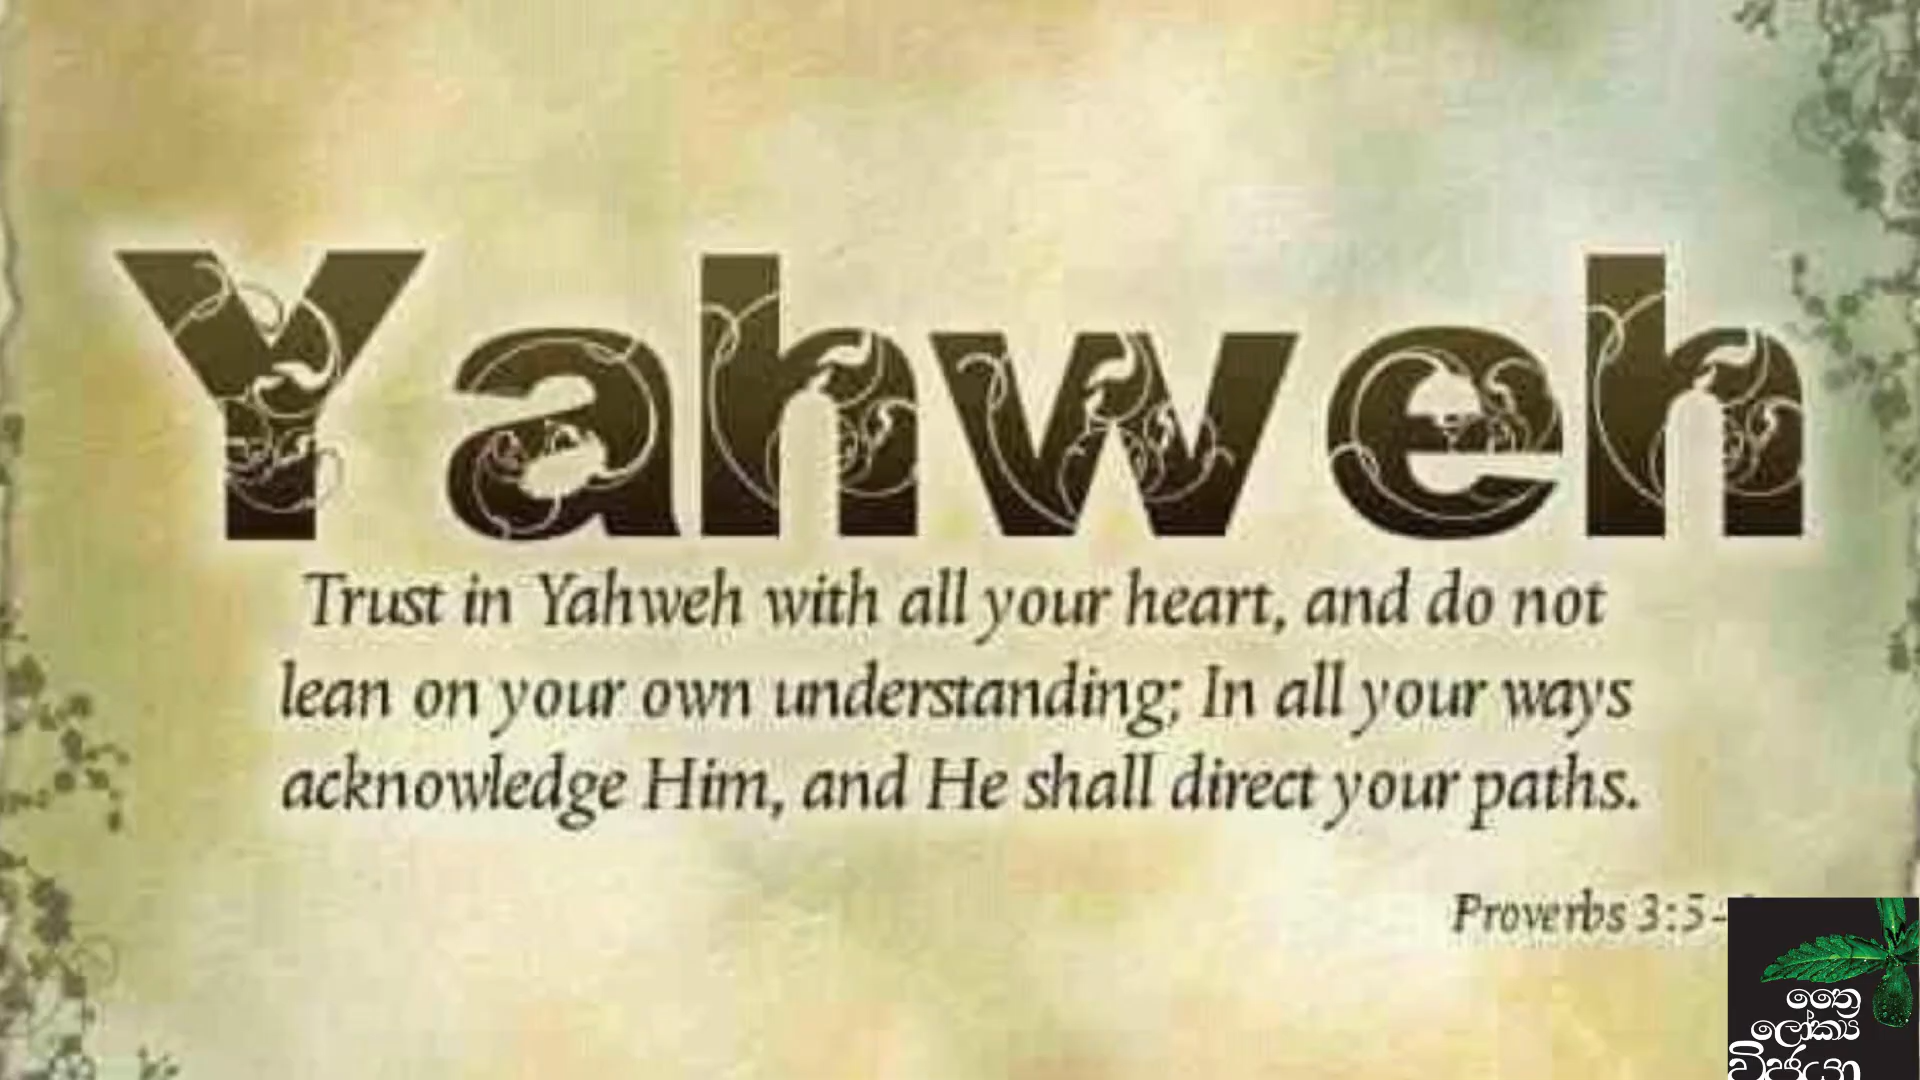 Yahweh
Trust in Yahweh with all your heart, and do not
lean on your own understanding; In all your ways
acknowledge Him, and He shall direct your paths.
Proverbs 3:5-
ත්‍රෛ
ලෝක්‍ය
විජයා